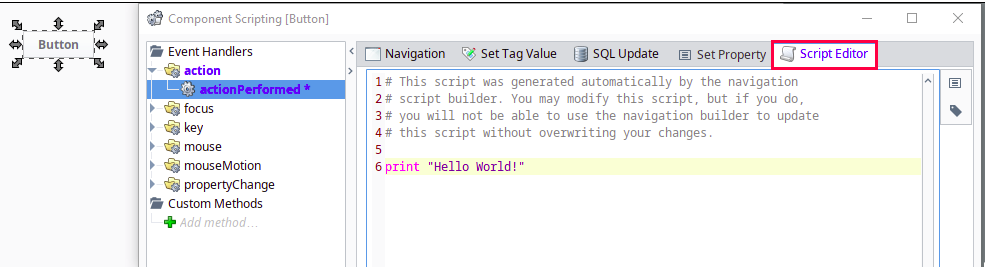 Component Scripting [Button]
Button
Event Handlers
action
actionPerformed *
focus
key
mouse
mouseMotion
propertyChange
Custom Methods
Add method...
Navigation
Set Tag Value
SQL Update
Set Property
Script Editor
1 # This script was generated automatically by the navigation
2 # script builder. You may modify this script, but if you do,
3 # you will not be able to use the navigation builder to update
4 # this script without overwriting your changes.
5
6 print "Hello World!"